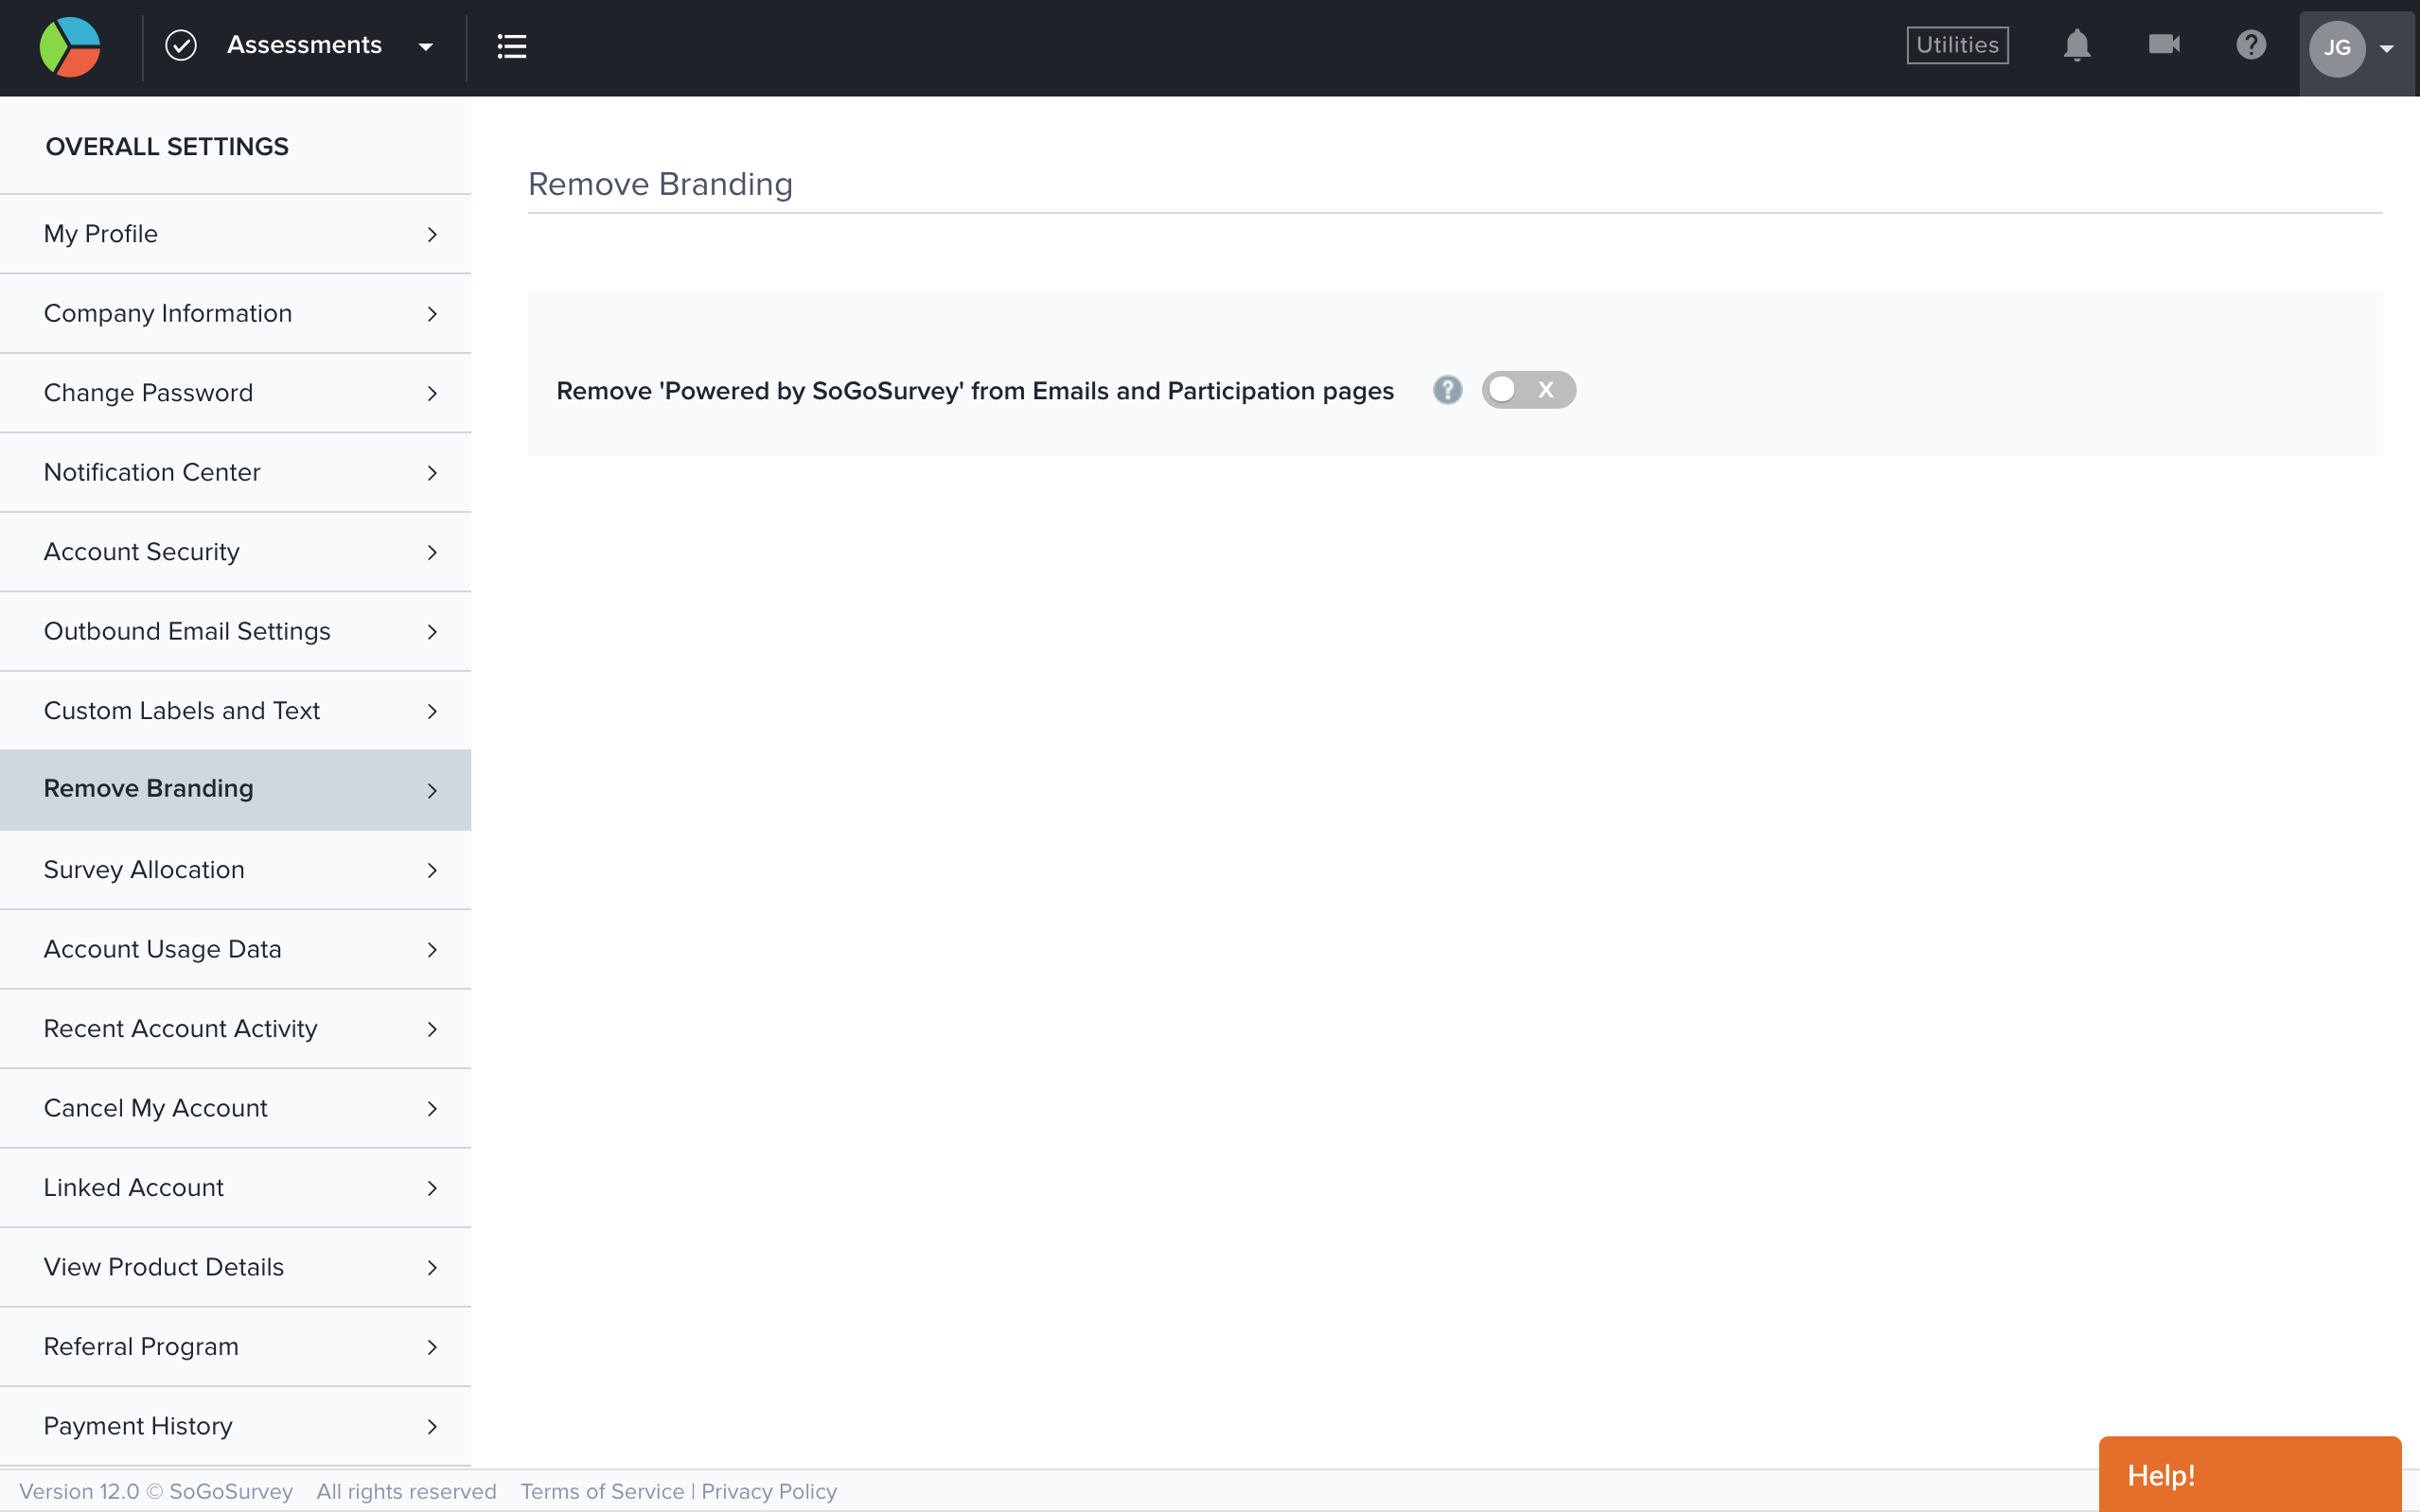 Assessments
Utilities
JG
OVERALL SETTINGS
My Profile
Company Information
Change Password
Notification Center
Account Security
Outbound Email Settings
Custom Labels and Text
Remove Branding
Survey Allocation
Account Usage Data
Recent Account Activity
Cancel My Account
Linked Account
View Product Details
Referral Program
Payment History
Remove Branding
Remove 'Powered by SoGoSurvey' from Emails and Participation pages ? X
Version 12.0 © SoGoSurvey All rights reserved Terms of Service | Privacy Policy
Help!